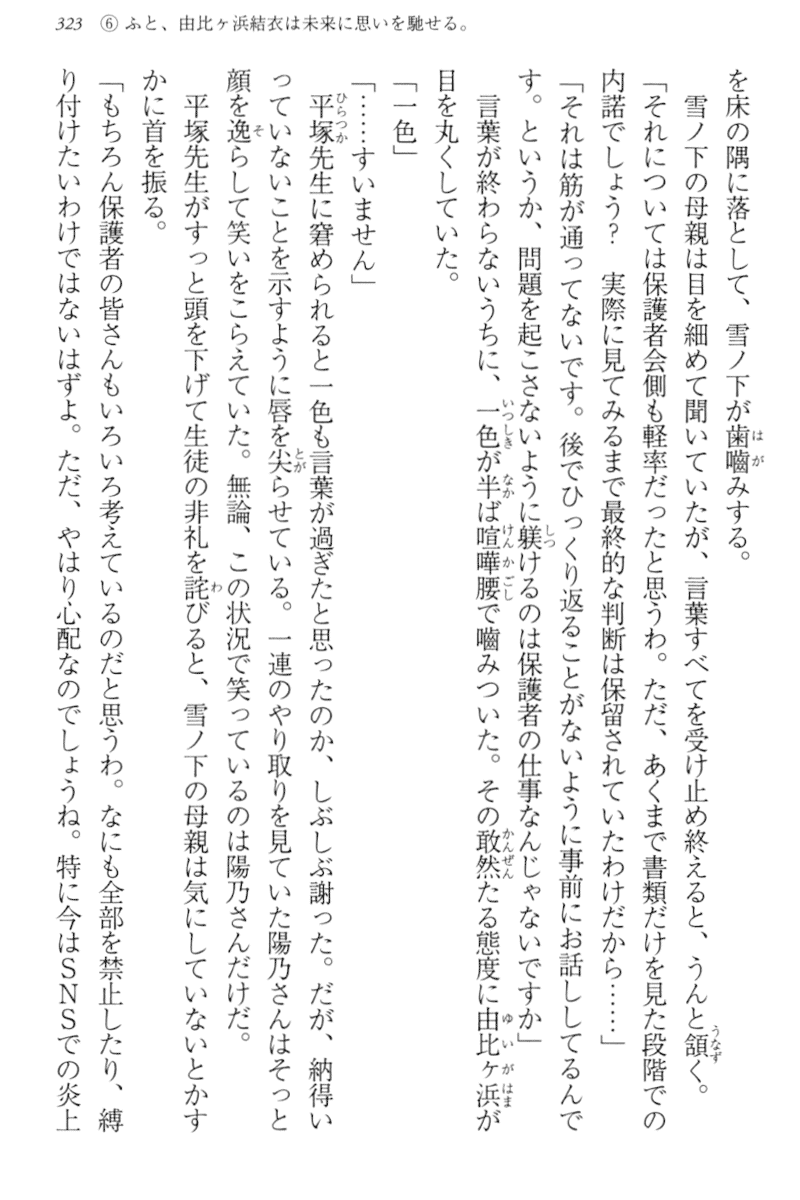 323 ⑥ ふと、由比ヶ浜結衣は未来に思いを馳せる。
を床の隅に落として、雪ノ下が歯嚙みする。
　雪ノ下の母親は目を細めて聞いていたが、言葉すべてを受け止め終えると、うんと頷く。
「それについては保護者会側も軽率だったと思うわ。ただ、あくまで書類だけを見た段階での
内諾でしょう？　実際に見てみるまで最終的な判断は保留されていたわけだから……」
「それは筋が通ってないです。後でひっくり返ることがないように事前にお話ししてるんで
す。というか、問題を起こさないように躾けるのは保護者の仕事なんじゃないですか」
　言葉が終わらないうちに、一色が半ば喧嘩腰で嚙みついた。その敢然たる態度に由比ヶ浜が
目を丸くしていた。
「一色」
「……すいません」
　平塚先生に窘められると一色も言葉が過ぎたと思ったのか、しぶしぶ謝った。だが、納得い
っていないことを示すように唇を尖らせている。一連のやり取りを見ていた陽乃さんはそっと
顔を逸らして笑いをこらえていた。無論、この状況で笑っているのは陽乃さんだけだ。
　平塚先生がすっと頭を下げて生徒の非礼を詫びると、雪ノ下の母親は気にしていないとかす
かに首を振る。
「もちろん保護者の皆さんもいろいろ考えているのだと思うわ。なにも全部を禁止したり、縛
り付けたいわけではないはずよ。ただ、やはり心配なのでしょうね。特に今はＳＮＳでの炎上